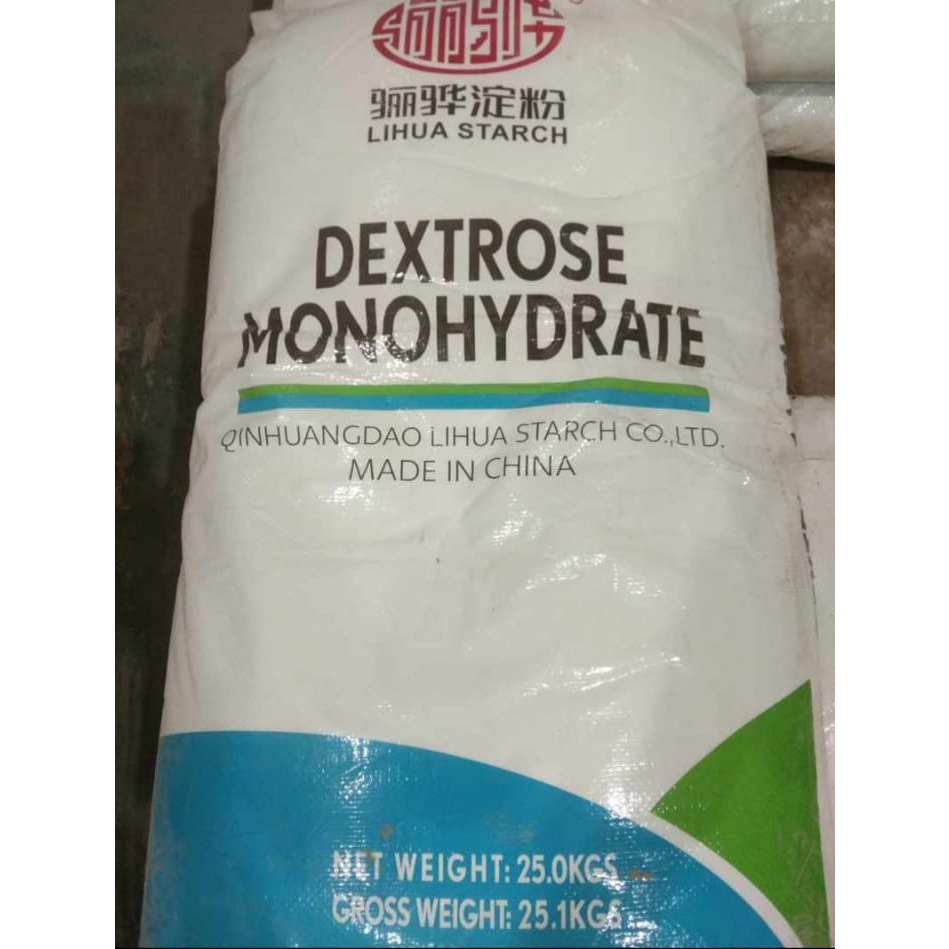 骊骅淀粉
LIHUA STARCH
DEXTROSE
MONOHYDRATE
QINHUANGDAO LIHUA STARCH CO.,LTD.
MADE IN CHINA
NET WEIGHT: 25.0KGS
GROSS WEIGHT: 25.1KGS